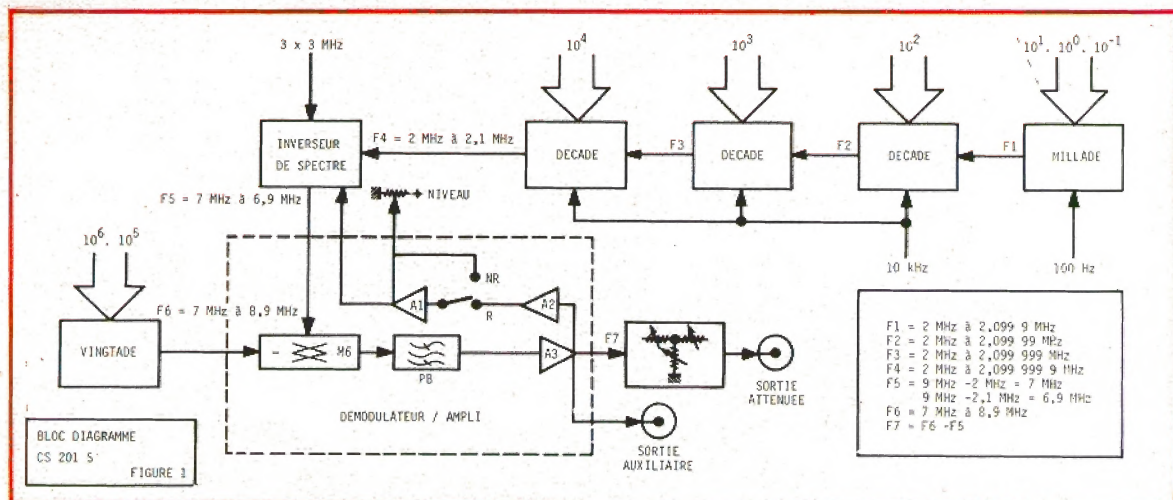 3 x 3 MHz
10⁴
10³
10²
10¹. 10⁰. 10⁻¹
INVERSEUR
DE SPECTRE
F4 = 2 MHz à 2,1 MHz
DECADE
F3
DECADE
F2
DECADE
F1
MILLADE
F5 = 7 MHz à 6,9 MHz
+ NIVEAU
10⁶. 10⁵
NR
10 kHz
100 Hz
A1
R
A2
F6 = 7 MHz à 8,9 MHz
VINGTADE
-
M6
PB
A3
F7
SORTIE
ATTENUEE
DEMODULATEUR / AMPLI
SORTIE
AUXILIAIRE
F1 = 2 MHz à 2,099 9 MHz
F2 = 2 MHz à 2,099 99 MHz
F3 = 2 MHz à 2,099 999 MHz
F4 = 2 MHz à 2,099 999 9 MHz
F5 = 9 MHz -2 MHz = 7 MHz
9 MHz -2,1 MHz = 6,9 MHz
F6 = 7 MHz à 8,9 MHz
F7 = F6 -F5
BLOC DIAGRAMME
CS 201 S
FIGURE 1